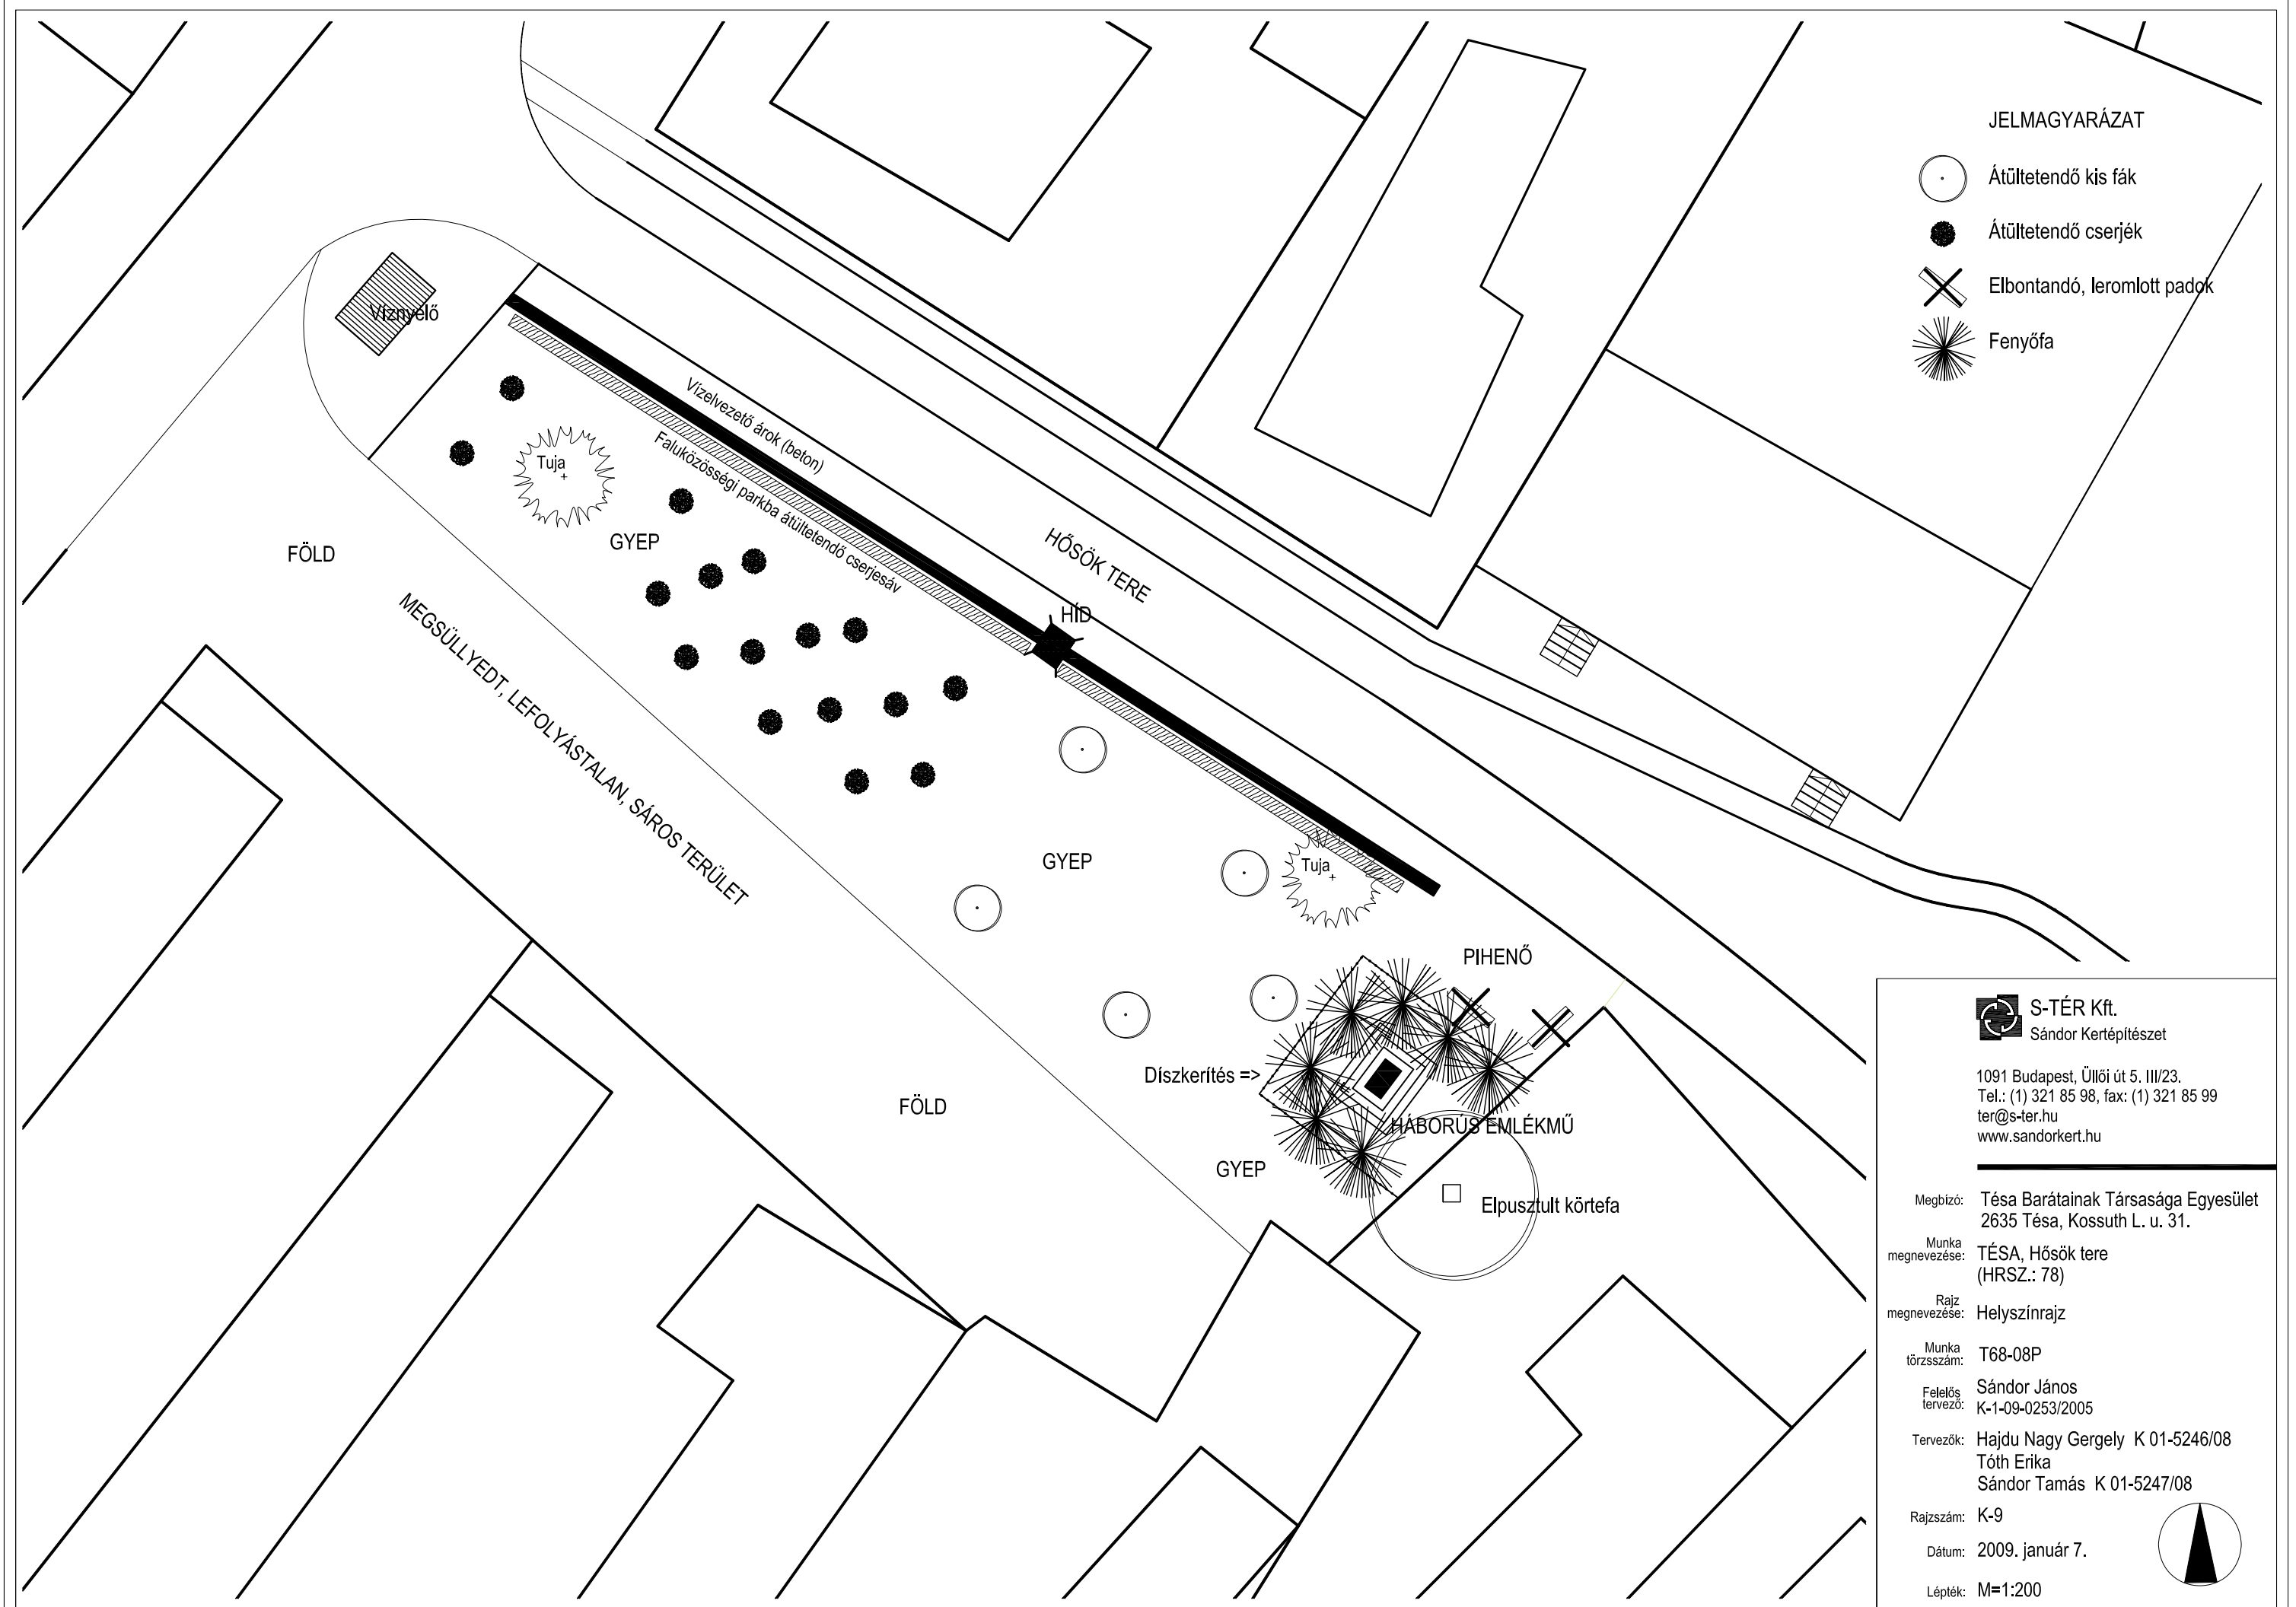 JELMAGYARÁZAT
Átültetendő kis fák
Átültetendő cserjék
Elbontandó, leromlott padok
Fenyőfa
Víznyelő
Vízelvezető árok (beton)
Faluközösségi parkba átültetendő cserjesáv
Tuja
GYEP
FÖLD
HŐSÖK TERE
HÍD
MEGSÜLLYEDT, LEFOLYÁSTALAN, SÁROS TERÜLET
GYEP
Tuja
PIHENŐ
Díszkerítés =>
FÖLD
HÁBORÚS EMLÉKMŰ
GYEP
Elpusztult körtefa
S-TÉR Kft.
Sándor Kertépítészet
1091 Budapest, Üllői út 5. III/23.
Tel.: (1) 321 85 98, fax: (1) 321 85 99
ter@s-ter.hu
www.sandorkert.hu
Megbízó: Tésa Barátainak Társasága Egyesület
2635 Tésa, Kossuth L. u. 31.
Munka megnevezése: TÉSA, Hősök tere
(HRSZ.: 78)
Rajz megnevezése: Helyszínrajz
Munka törzsszám: T68-08P
Felelős tervező: Sándor János
K-1-09-0253/2005
Tervezők: Hajdu Nagy Gergely K 01-5246/08
Tóth Erika
Sándor Tamás K 01-5247/08
Rajzszám: K-9
Dátum: 2009. január 7.
Lépték: M=1:200